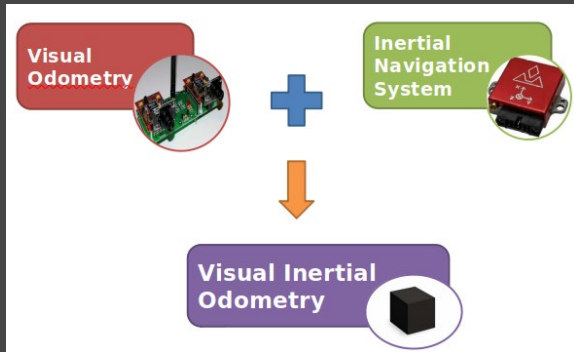 Visual
Odometry
Inertial
Navigation
System
Visual Inertial
Odometry